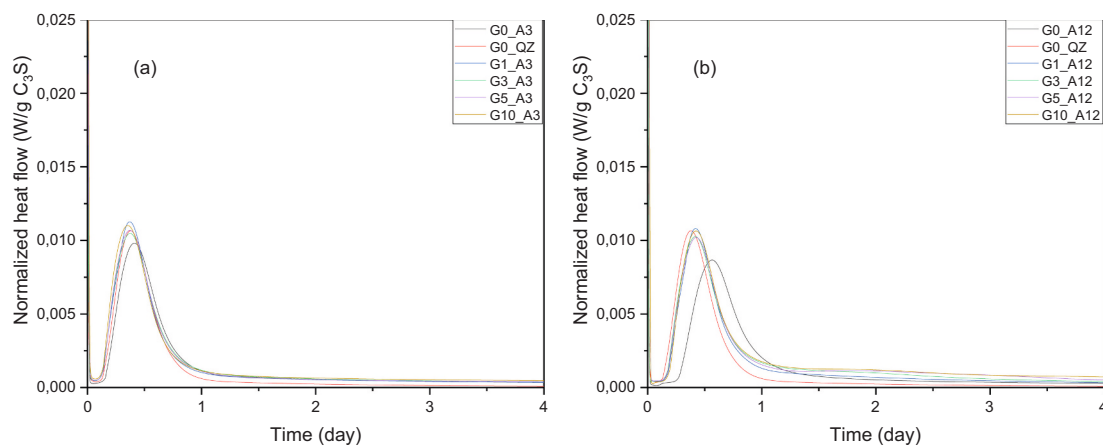 0,025
0,020
0,015
0,010
0,005
0,000
Normalized heat flow (W/g C₃S)
(a)
G0_A3
G0_QZ
G1_A3
G3_A3
G5_A3
G10_A3
0
1
2
3
4
Time (day)
0,025
0,020
0,015
0,010
0,005
0,000
Normalized heat flow (W/g C₃S)
(b)
G0_A12
G0_QZ
G1_A12
G3_A12
G5_A12
G10_A12
0
1
2
3
4
Time (day)